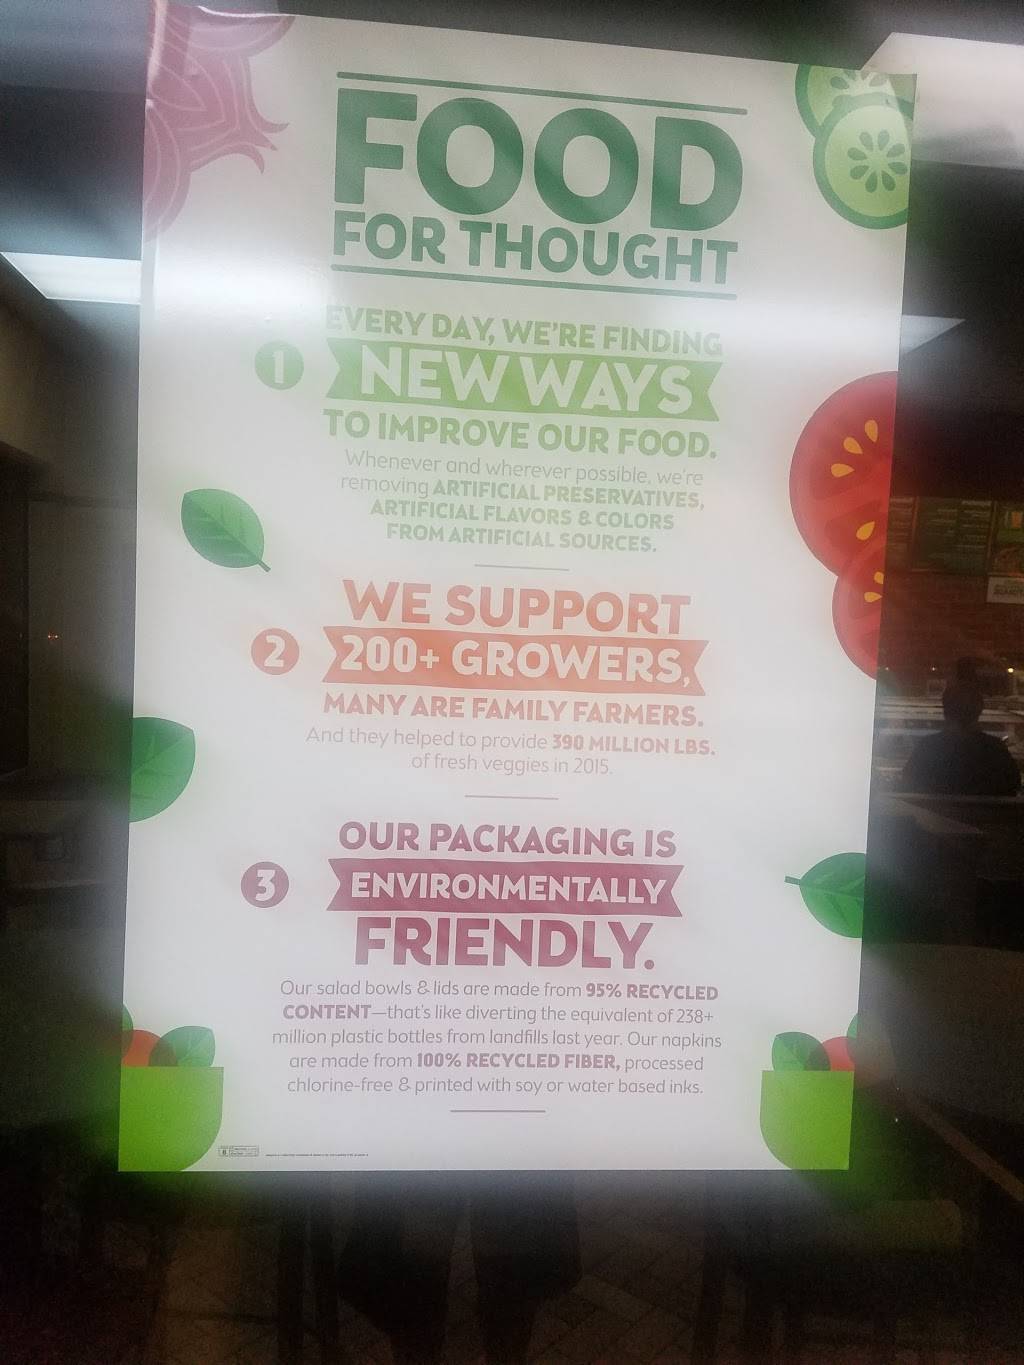 FOOD
FOR THOUGHT
1
EVERY DAY, WE'RE FINDING
NEW WAYS
TO IMPROVE OUR FOOD.
Whenever and wherever possible, we're
removing ARTIFICIAL PRESERVATIVES,
ARTIFICIAL FLAVORS & COLORS
FROM ARTIFICIAL SOURCES.
2
WE SUPPORT
200+ GROWERS,
MANY ARE FAMILY FARMERS.
And they helped to provide 390 MILLION LBS.
of fresh veggies in 2015.
3
OUR PACKAGING IS
ENVIRONMENTALLY
FRIENDLY.
Our salad bowls & lids are made from 95% RECYCLED
CONTENT—that's like diverting the equivalent of 238+
million plastic bottles from landfills last year. Our napkins
are made from 100% RECYCLED FIBER, processed
chlorine-free & printed with soy or water based inks.